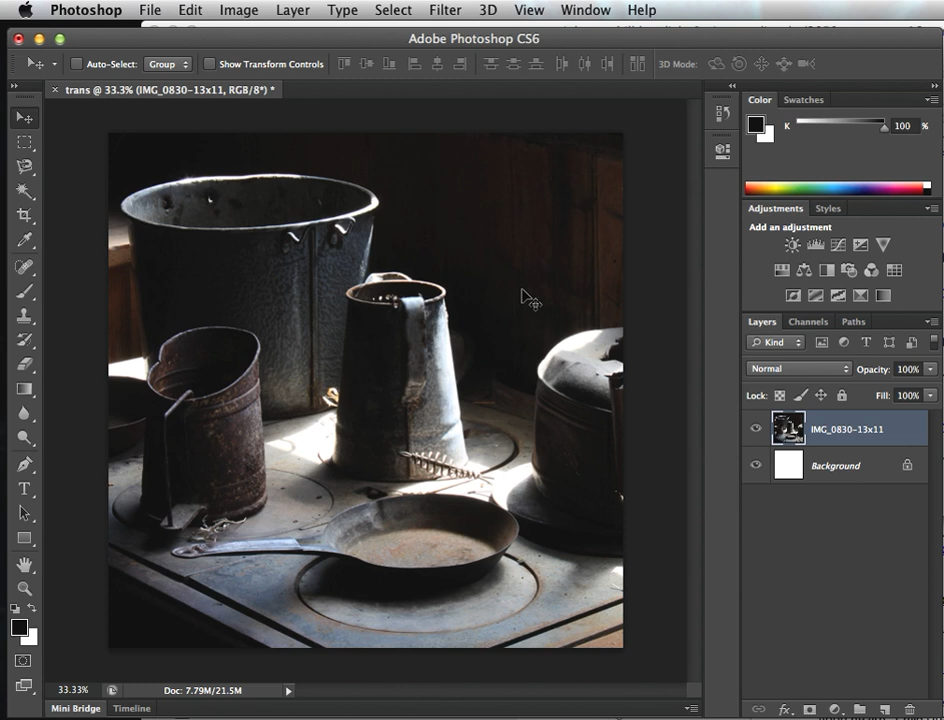 Photoshop File Edit Image Layer Type Select Filter 3D View Window Help
Adobe Photoshop CS6
Auto-Select: Group Show Transform Controls 3D Mode:
trans @ 33.3% (IMG_0830-13x11, RGB/8*) *
Color Swatches
K 100 %
Adjustments Styles
Add an adjustment
Layers Channels Paths
Kind
Normal Opacity: 100%
Lock: Fill: 100%
IMG_0830-13x11
Background
33.33% Doc: 7.79M/21.5M
Mini Bridge Timeline